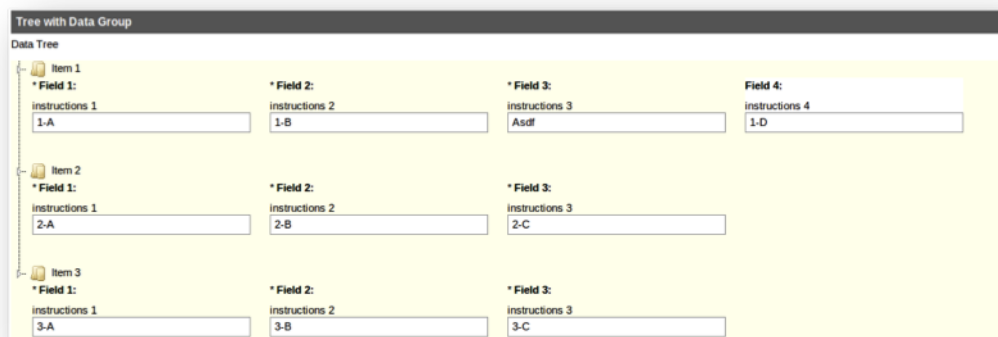 Tree with Data Group
Data Tree
Item 1
* Field 1: * Field 2: * Field 3: Field 4:
instructions 1 instructions 2 instructions 3 instructions 4
1-A 1-B Asdf 1-D
Item 2
* Field 1: * Field 2: * Field 3:
instructions 1 instructions 2 instructions 3
2-A 2-B 2-C
Item 3
* Field 1: * Field 2: * Field 3:
instructions 1 instructions 2 instructions 3
3-A 3-B 3-C